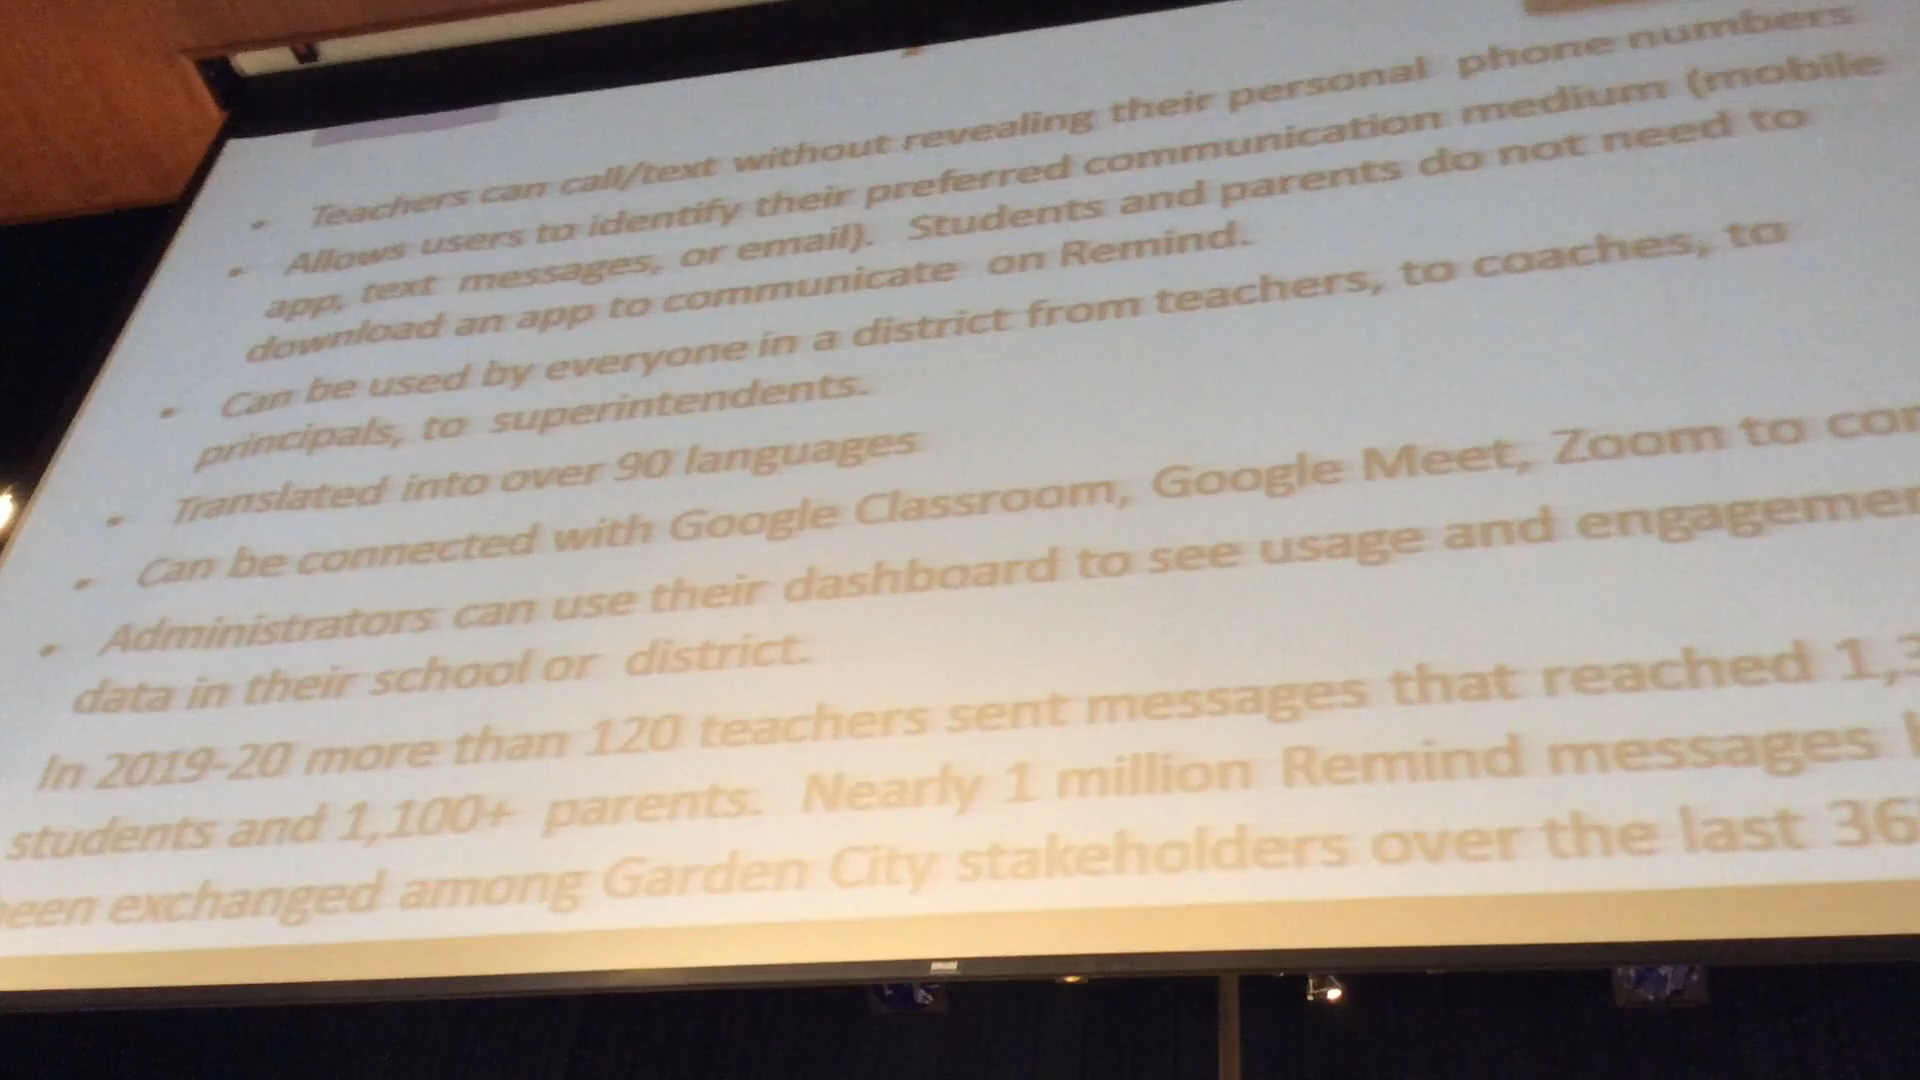 • Teachers can call/text without revealing their personal phone numbers
• Allows users to identify their preferred communication medium (mobile
app, text messages, or email). Students and parents do not need to
download an app to communicate on Remind.
• Can be used by everyone in a district from teachers, to coaches, to
principals, to superintendents.
• Translated into over 90 languages
• Can be connected with Google Classroom, Google Meet, Zoom to
• Administrators can use their dashboard to see usage and
data in their school or district.
In 2019-20 more than 120 teachers sent messages that reached
students and 1,100+ parents. Nearly 1 million Remind messages
exchanged among Garden City stakeholders over the last